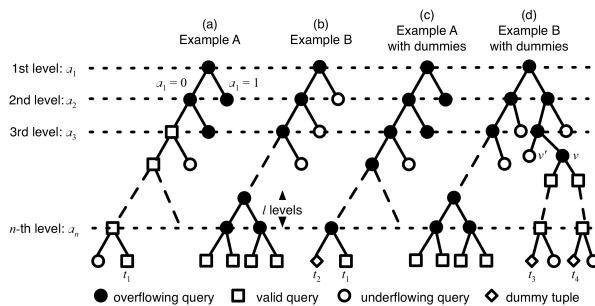 (a)
Example A
(b)
Example B
(c)
Example A
with dummies
(d)
Example B
with dummies
1st level: a₁
a₁ = 0
a₁ = 1
2nd level: a₂
3rd level: a₃
v'
v
l levels
n-th level: aₙ
t₁
t₂
t₁
t₃
t₄
overflowing query
valid query
underflowing query
dummy tuple